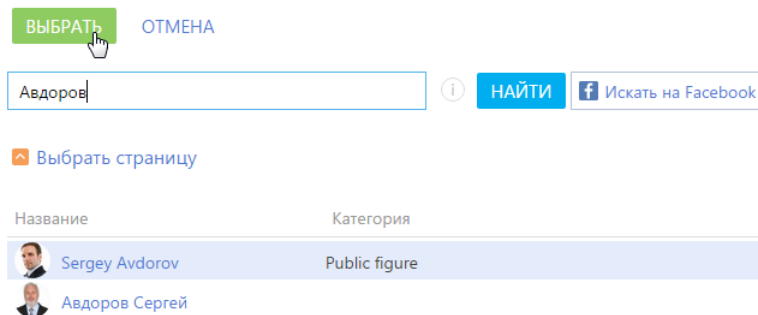 ВЫБРАТЬ ОТМЕНА
Авдоров НАЙТИ Искать на Facebook
Выбрать страницу
Название Категория
Sergey Avdorov Public figure
Авдоров Сергей